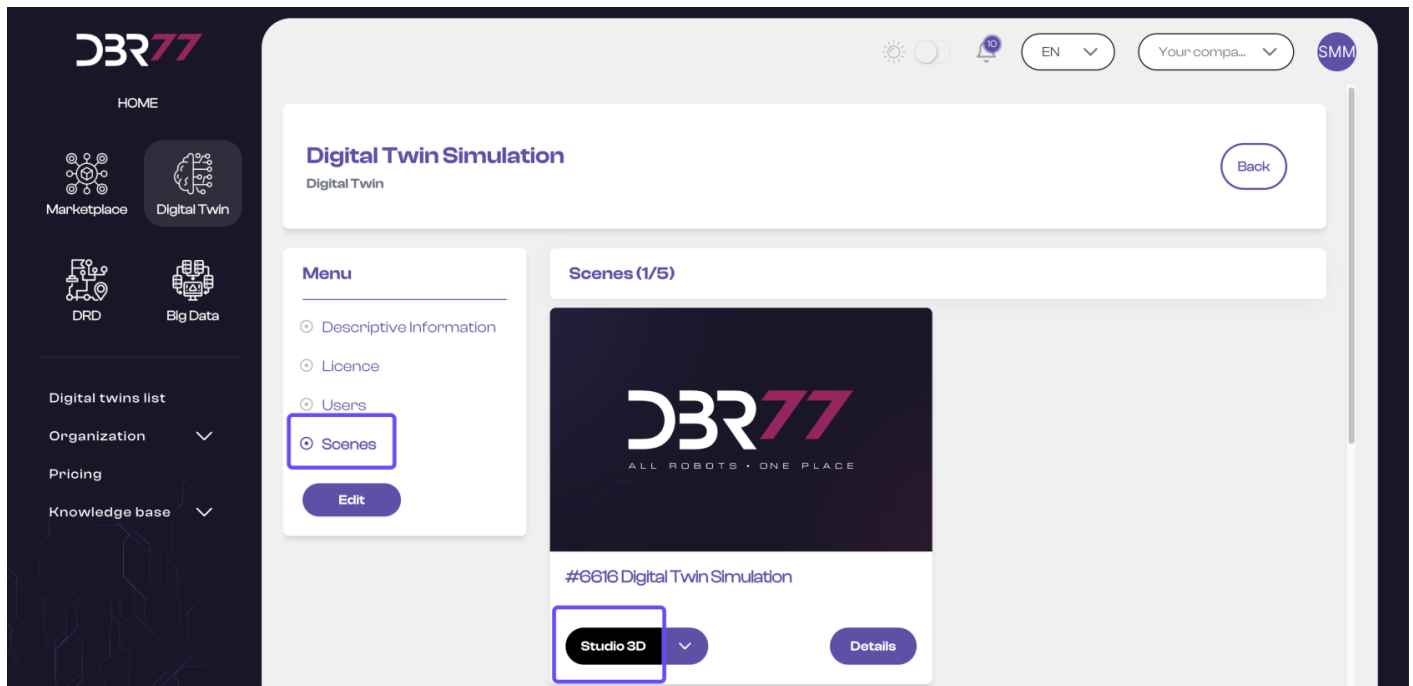 DBR77
HOME
Marketplace
Digital Twin
DRD
Big Data
Digital twins list
Organization
Pricing
Knowledge base
10
EN
Your compa...
SMM
Digital Twin Simulation
Digital Twin
Back
Menu
Descriptive Information
Licence
Users
Scenes
Edit
Scenes (1/5)
DBR77
ALL ROBOTS • ONE PLACE
#6616 Digital Twin Simulation
Studio 3D
Details